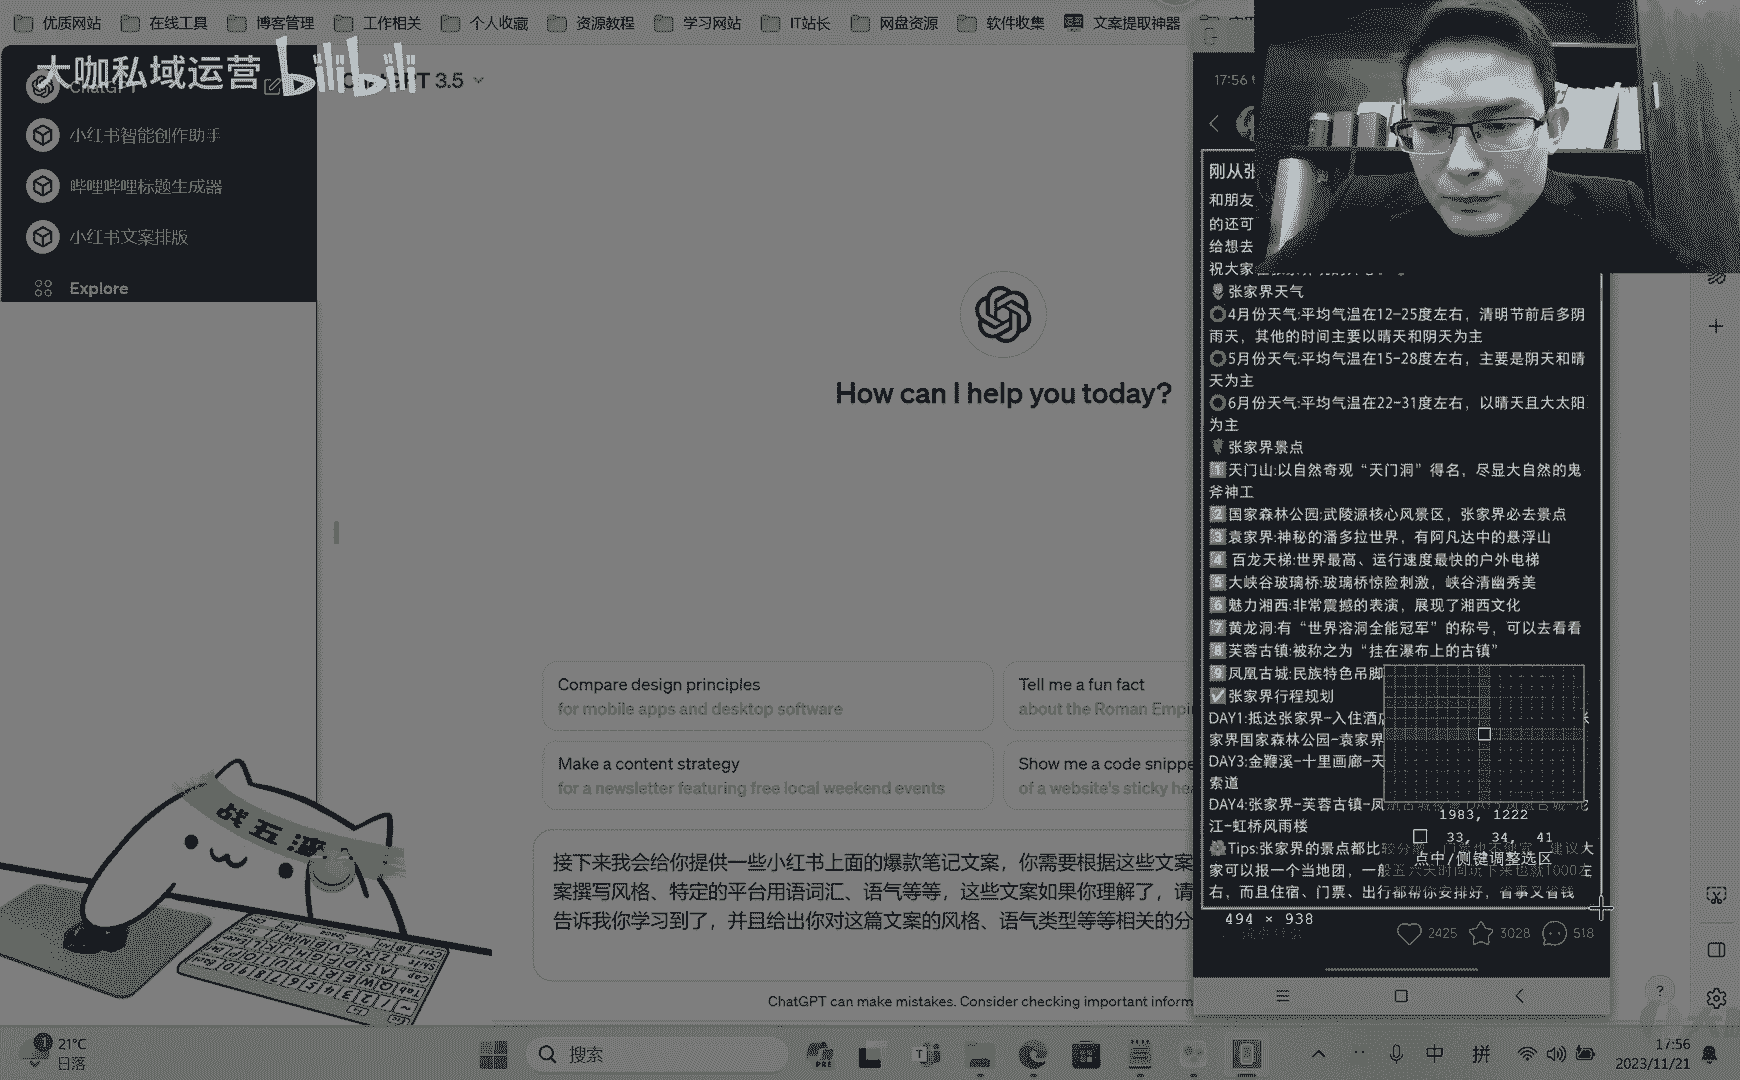 优质网站
在线工具
博客管理
工作相关
个人收藏
资源教程
学习网站
IT站长
网盘资源
软件收集
文案提取神器
大咖私域运营 bilibili
ChatGPT
小红书智能创作助手
哔哩哔哩标题生成器
小红书文案排版
Explore
T 3.5
How can I help you today?
Compare design principles
for mobile apps and desktop software
Tell me a fun fact
about the Roman Empi
Make a content strategy
for a newsletter featuring free local weekend events
Show me a code snippe
of a website's sticky hea
接下来我会给你提供一些小红书上面的爆款笔记文案，你需要根据这些文案
案撰写风格、特定的平台用语词汇、语气等等，这些文案如果你理解了，请
告诉我你学习到了，并且给出你对这篇文案的风格、语气类型等等相关的分
ChatGPT can make mistakes. Consider checking important inform
17:56
刚从张
和朋友
的还可
给想去
祝大家
张家界天气
4月份天气:平均气温在12-25度左右，清明节前后多阴
雨天，其他的时间主要以晴天和阴天为主
5月份天气:平均气温在15-28度左右，主要是阴天和晴
天为主
6月份天气:平均气温在22-31度左右，以晴天且大太阳
为主
张家界景点
1天门山:以自然奇观“天门洞”得名，尽显大自然的鬼
斧神工
2国家森林公园:武陵源核心风景区，张家界必去景点
3袁家界:神秘的潘多拉世界，有阿凡达中的悬浮山
4 百龙天梯:世界最高、运行速度最快的户外电梯
5大峡谷玻璃桥:玻璃桥惊险刺激，峡谷清幽秀美
6魅力湘西:非常震撼的表演，展现了湘西文化
7黄龙洞:有“世界溶洞全能冠军”的称号，可以去看看
8芙蓉古镇:被称之为“挂在瀑布上的古镇”
9凤凰古城:民族特色吊脚
✅张家界行程规划
DAY1:抵达张家界-入住酒店
家界国家森林公园-袁家界
DAY3:金鞭溪-十里画廊-天
索道
DAY4:张家界-芙蓉古镇-凤
江-虹桥风雨楼
Tips:张家界的景点都比较分散，建议大
家可以报一个当地团，一般五六天时间玩下来也就1000左
右，而且住宿、门票、出行都帮你安排好，省事又省钱
1983, 1222
33, 34, 41
点中/侧键调整选区
494 × 938
2425
3028
518
战五渣
21°C
日落
搜索
中
拼
17:56
2023/11/21